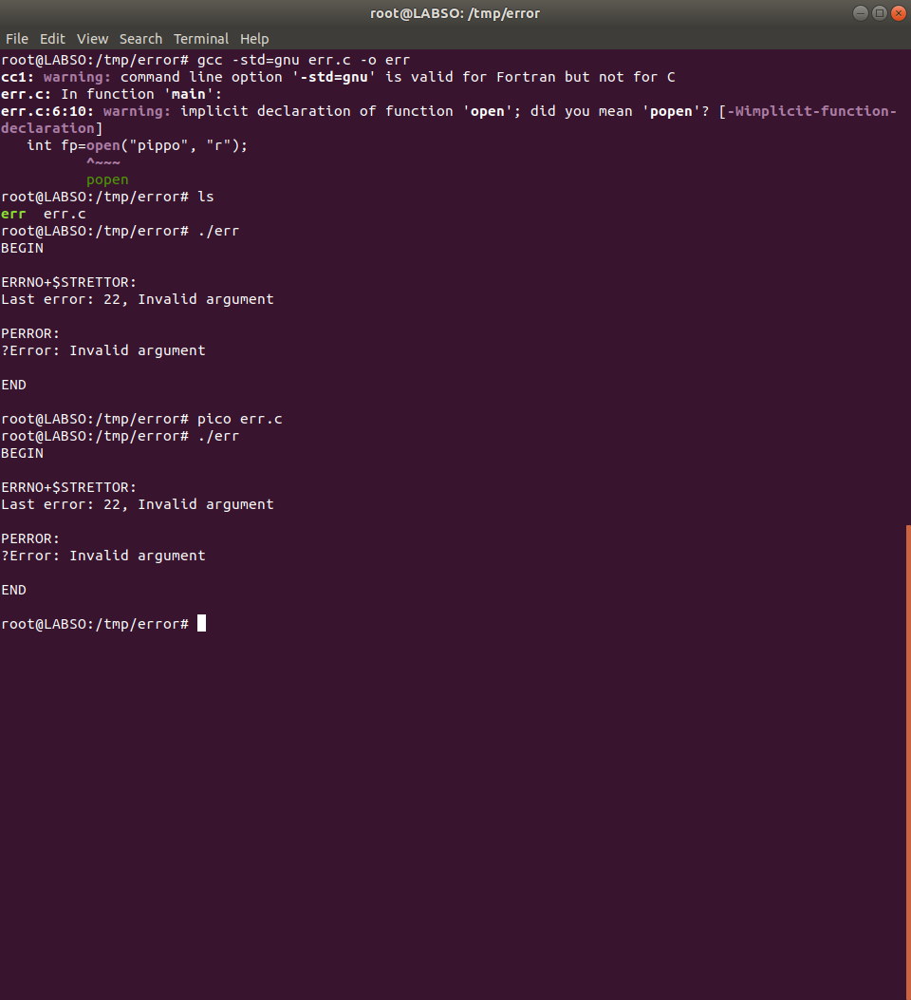 root@LABSO: /tmp/error
File Edit View Search Terminal Help
root@LABSO:/tmp/error# gcc -std=gnu err.c -o err
cc1: warning: command line option '-std=gnu' is valid for Fortran but not for C
err.c: In function 'main':
err.c:6:10: warning: implicit declaration of function 'open'; did you mean 'popen'? [-Wimplicit-function-
declaration]
   int fp=open("pippo", "r");
          ^~~~
          popen
root@LABSO:/tmp/error# ls
err  err.c
root@LABSO:/tmp/error# ./err
BEGIN

ERRNO+$STRETTOR:
Last error: 22, Invalid argument

PERROR:
?Error: Invalid argument

END

root@LABSO:/tmp/error# pico err.c
root@LABSO:/tmp/error# ./err
BEGIN

ERRNO+$STRETTOR:
Last error: 22, Invalid argument

PERROR:
?Error: Invalid argument

END

root@LABSO:/tmp/error#